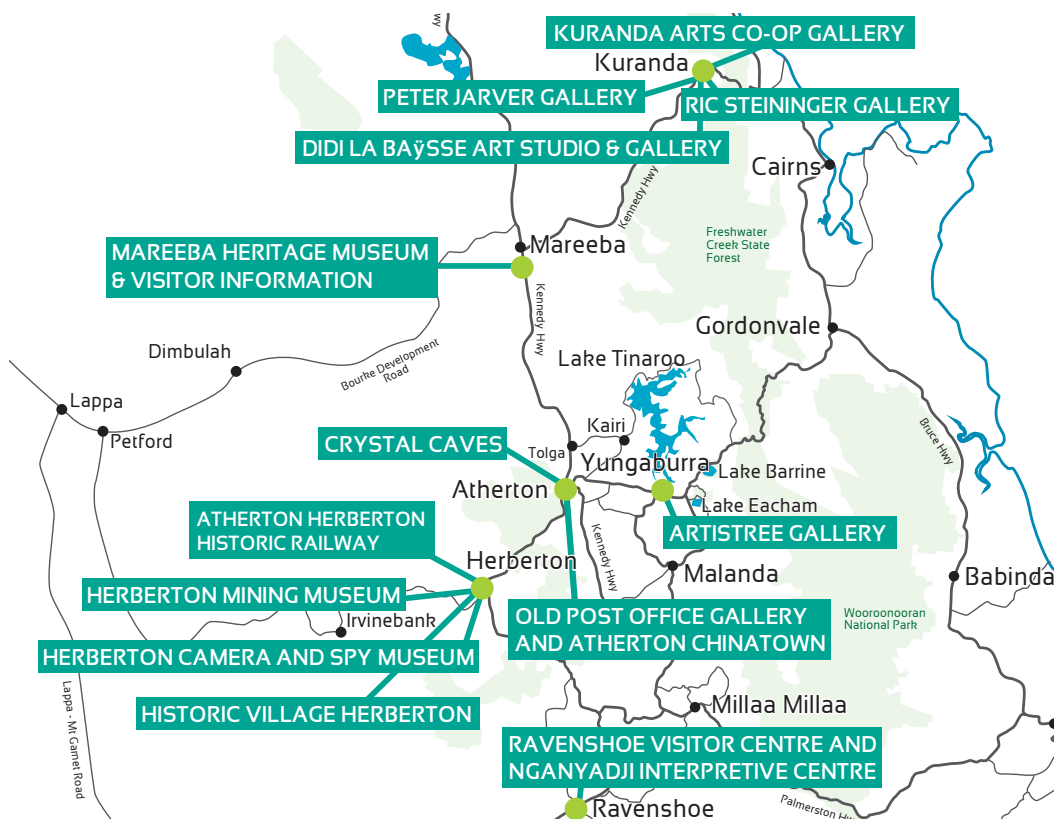 wy
KURANDA ARTS CO-OP GALLERY
Kuranda
PETER JARVER GALLERY
RIC STEININGER GALLERY
DIDI LA BAÿSSE ART STUDIO & GALLERY
Cairns
Kennedy Hwy
Freshwater
Creek State
Forest
MAREEBA HERITAGE MUSEUM
& VISITOR INFORMATION
Mareeba
Kennedy Hwy
Gordonvale
Dimbulah
Bourke Development
Road
Lake Tinaroo
Lappa
Petford
Kairi
Bruce Hwy
CRYSTAL CAVES
Tolga
Yungaburra
Lake Barrine
Atherton
Lake Eacham
ATHERTON HERBERTON
HISTORIC RAILWAY
ARTISTREE GALLERY
Kennedy Hwy
Herberton
Malanda
Babinda
HERBERTON MINING MUSEUM
Irvinebank
OLD POST OFFICE GALLERY
AND ATHERTON CHINATOWN
Wooroonooran
National Park
HERBERTON CAMERA AND SPY MUSEUM
Lappa - Mt Garnet Road
HISTORIC VILLAGE HERBERTON
Millaa Millaa
RAVENSHOE VISITOR CENTRE AND
NGANYADJI INTERPRETIVE CENTRE
Ravenshoe
Palmerston Hw